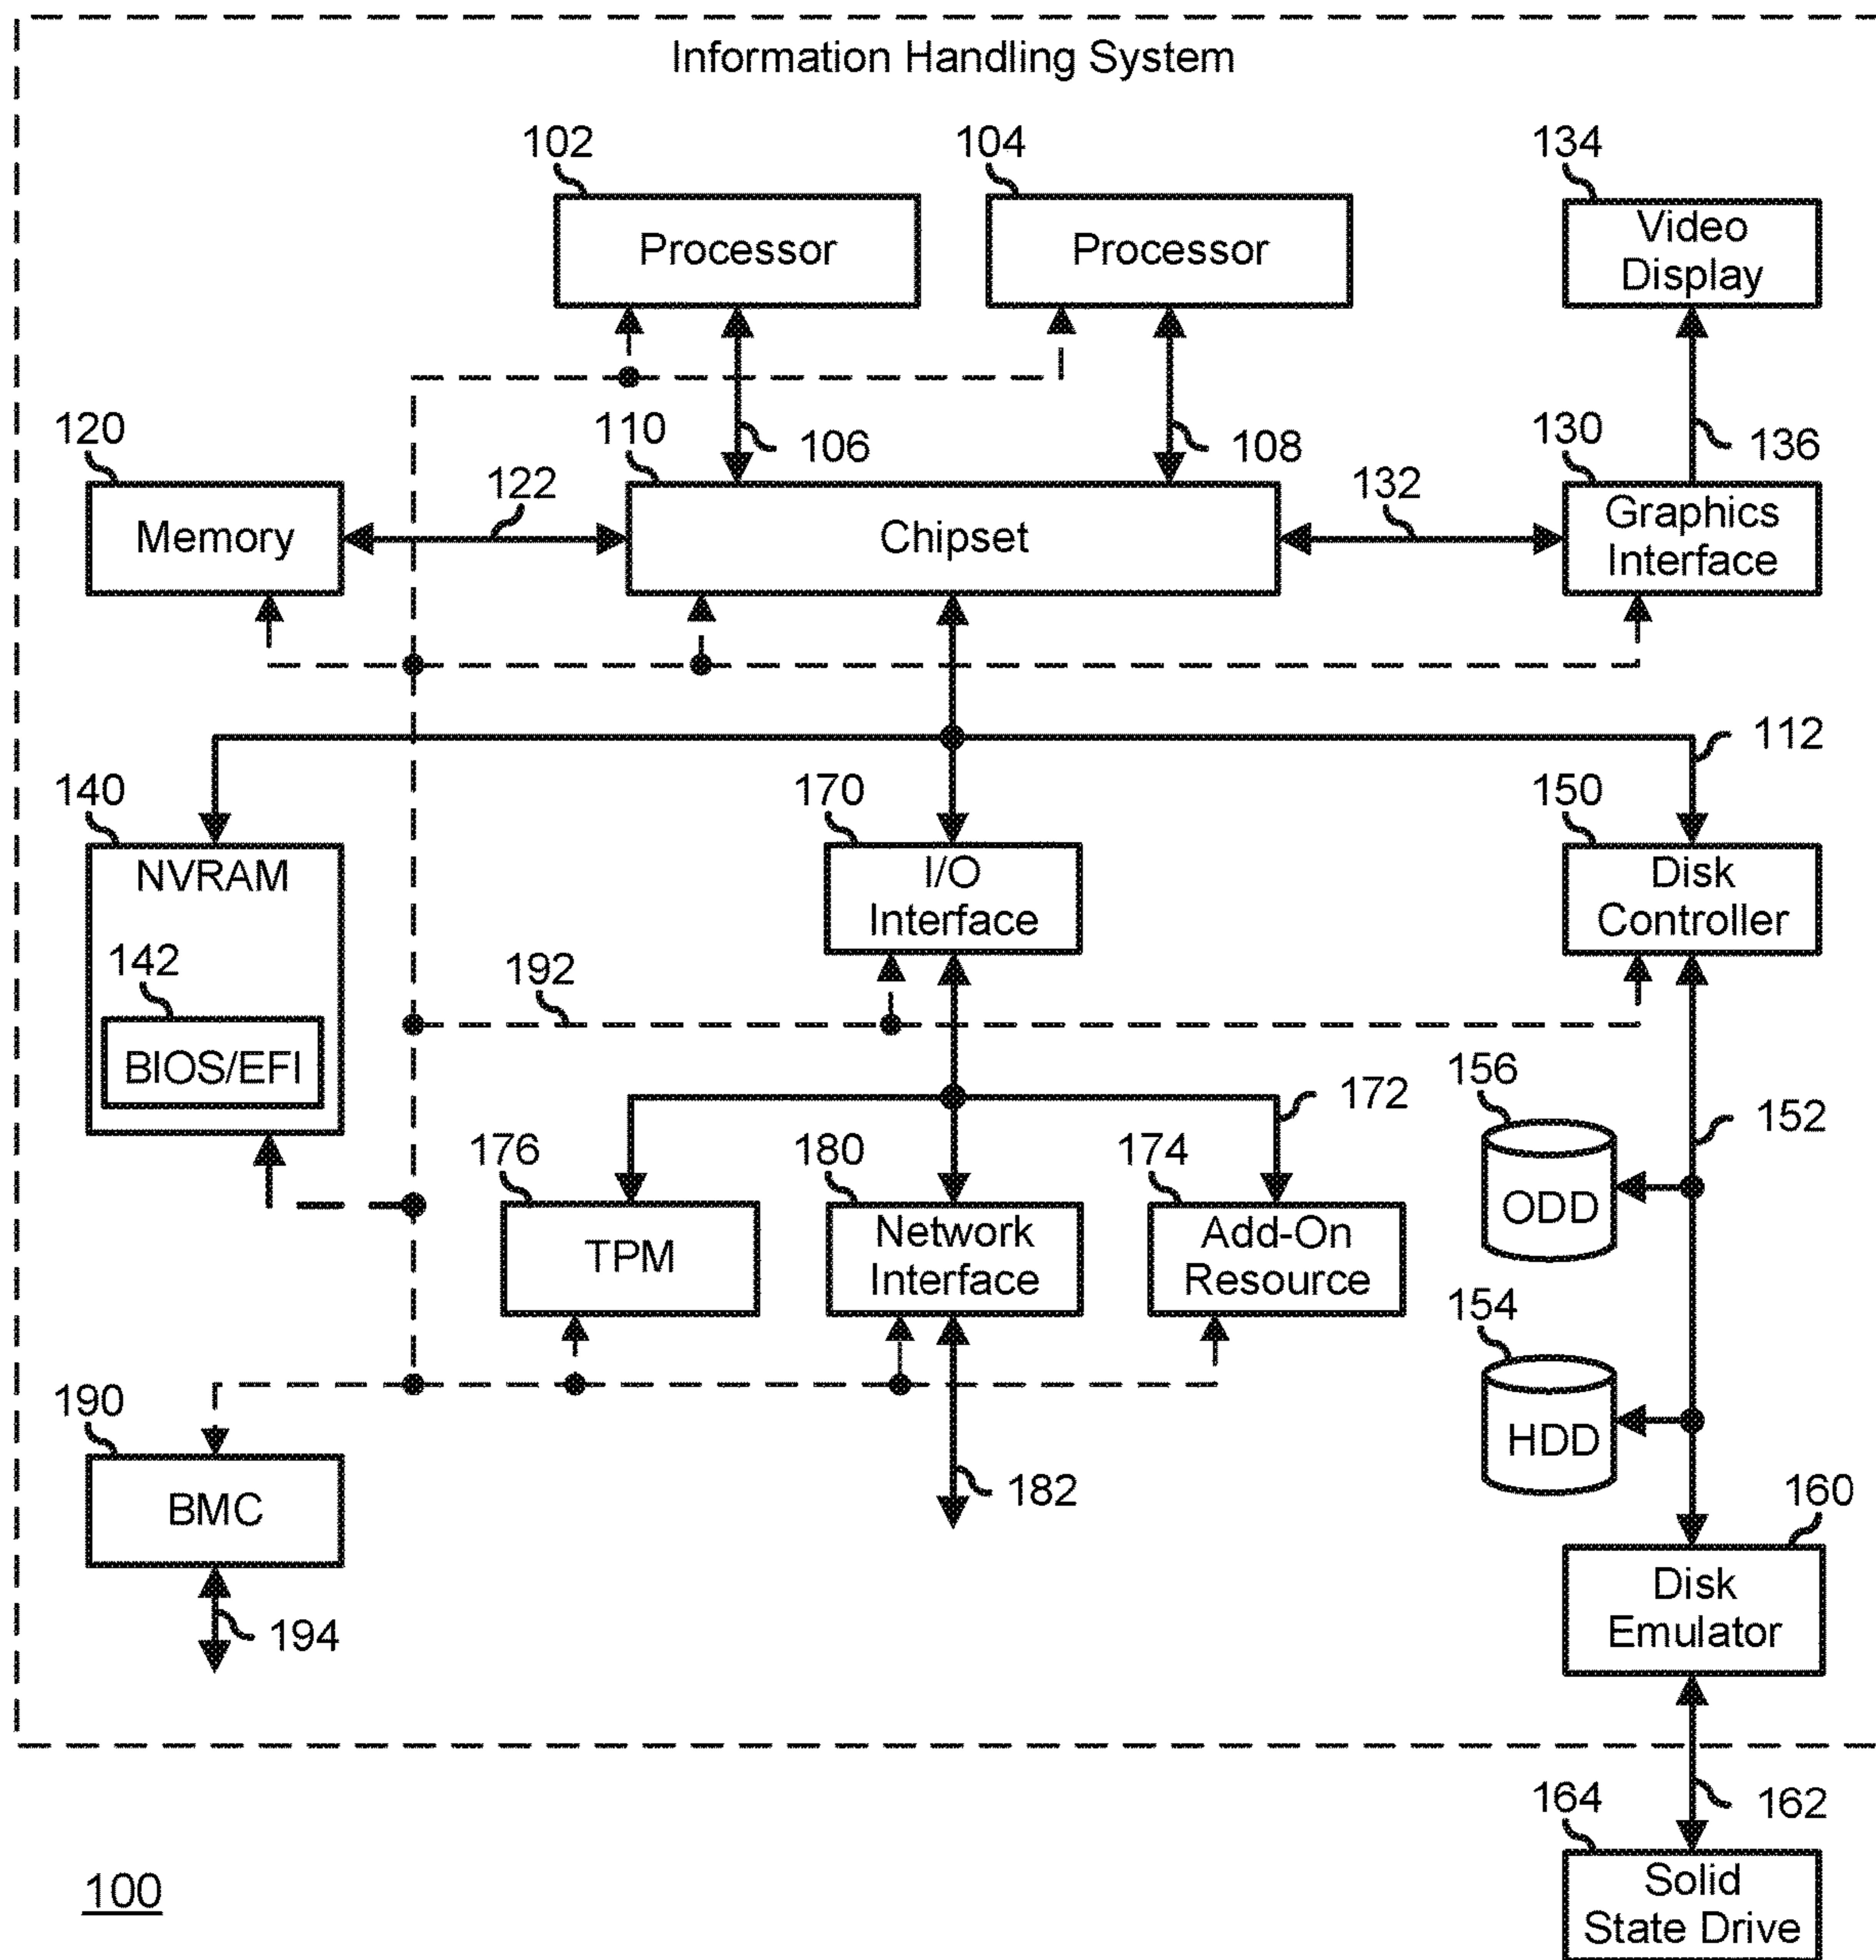 Information Handling System
102
104
134
Processor
Processor
Video
Display
120
110
106
108
130
136
122
132
Memory
Chipset
Graphics
Interface
112
140
170
150
NVRAM
I/O
Interface
Disk
Controller
142
192
BIOS/EFI
156
172
152
176
180
174
TPM
Network
Interface
Add-On
Resource
ODD
154
190
HDD
BMC
182
160
194
Disk
Emulator
164
162
100
Solid
State Drive